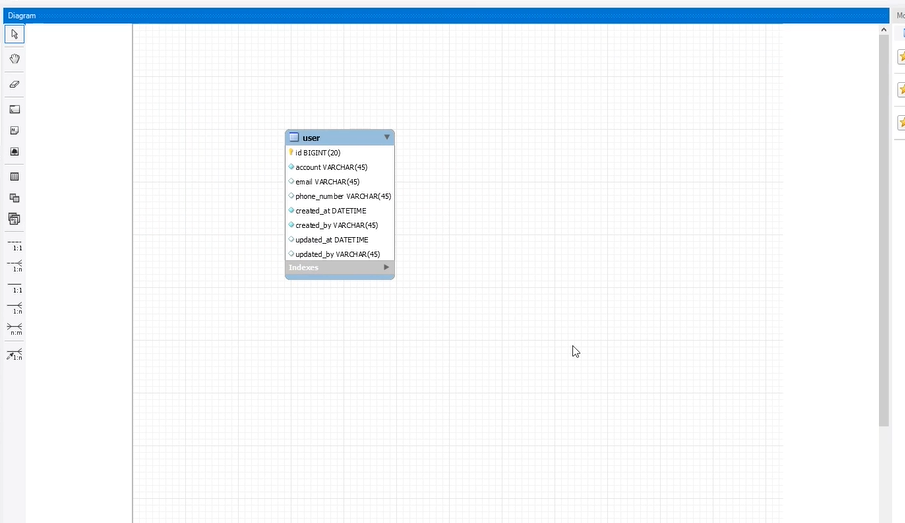 Diagram
Mo
user
id BIGINT(20)
account VARCHAR(45)
email VARCHAR(45)
phone_number VARCHAR(45)
created_at DATETIME
created_by VARCHAR(45)
updated_at DATETIME
updated_by VARCHAR(45)
Indexes
1:1
1:n
1:1
1:n
n:m
1:n